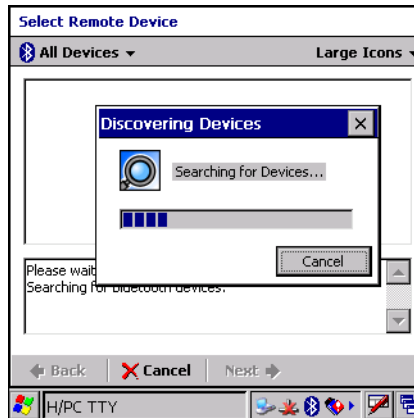 Select Remote Device
All Devices
Large Icons
Discovering Devices
Searching for Devices...
Cancel
Please wait
Searching for bluetooth devices.
Back
Cancel
Next
H/PC TTY